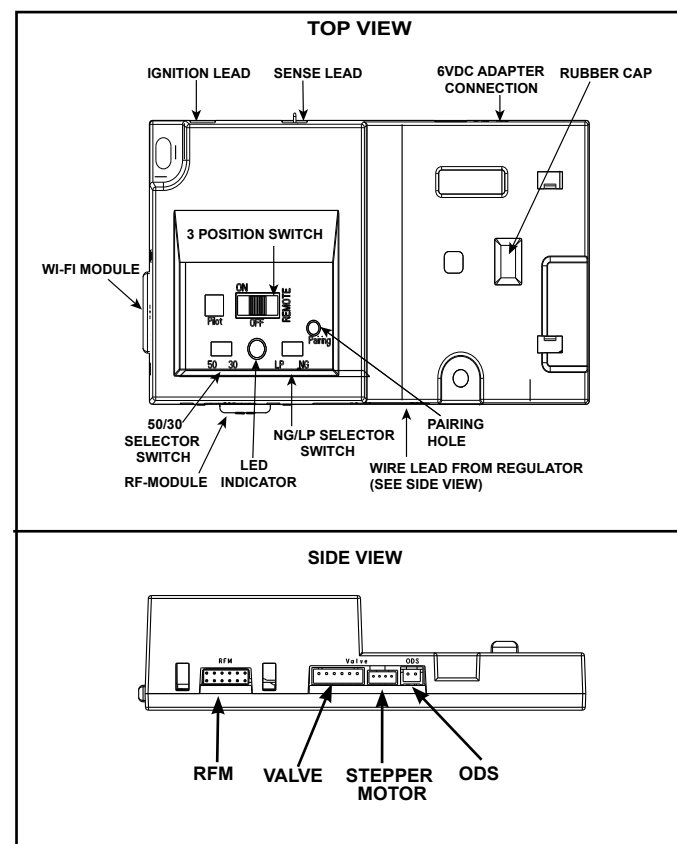 TOP VIEW
IGNITION LEAD
SENSE LEAD
6VDC ADAPTER
CONNECTION
RUBBER CAP
3 POSITION SWITCH
WI-FI MODULE
ON
OFF
REMOTE
Pilot
Pairing
50 30
LP NG
50/30
SELECTOR
SWITCH
RF-MODULE
LED
INDICATOR
NG/LP SELECTOR
SWITCH
PAIRING
HOLE
WIRE LEAD FROM REGULATOR
(SEE SIDE VIEW)
SIDE VIEW
RFM
Valve
ODS
RFM
VALVE
STEPPER
MOTOR
ODS